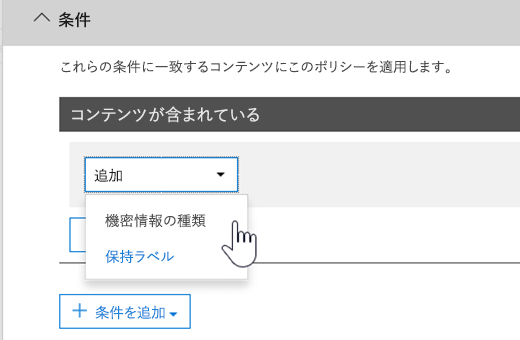 条件
これらの条件に一致するコンテンツにこのポリシーを適用します。
コンテンツが含まれている
追加
機密情報の種類
保持ラベル
条件を追加